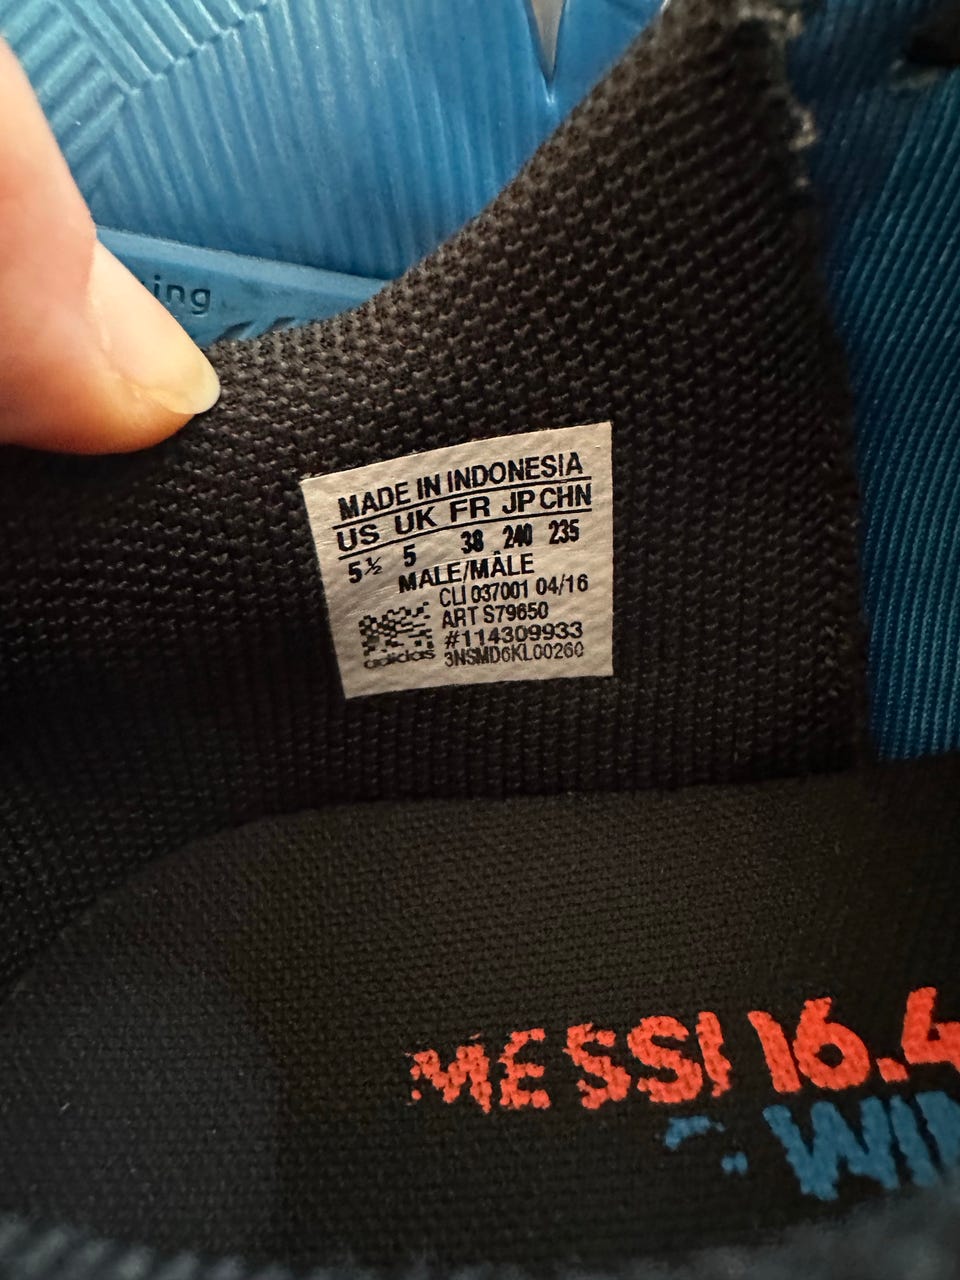 ing
MADE IN INDONESIA
US UK FR JP CHN
5½ 5 38 240 235
MALE/MÂLE
CLI 037001 04/16
ART S79650
#114309933
adidas 3NSMD6KL00260
MESSI 16.4
WIN